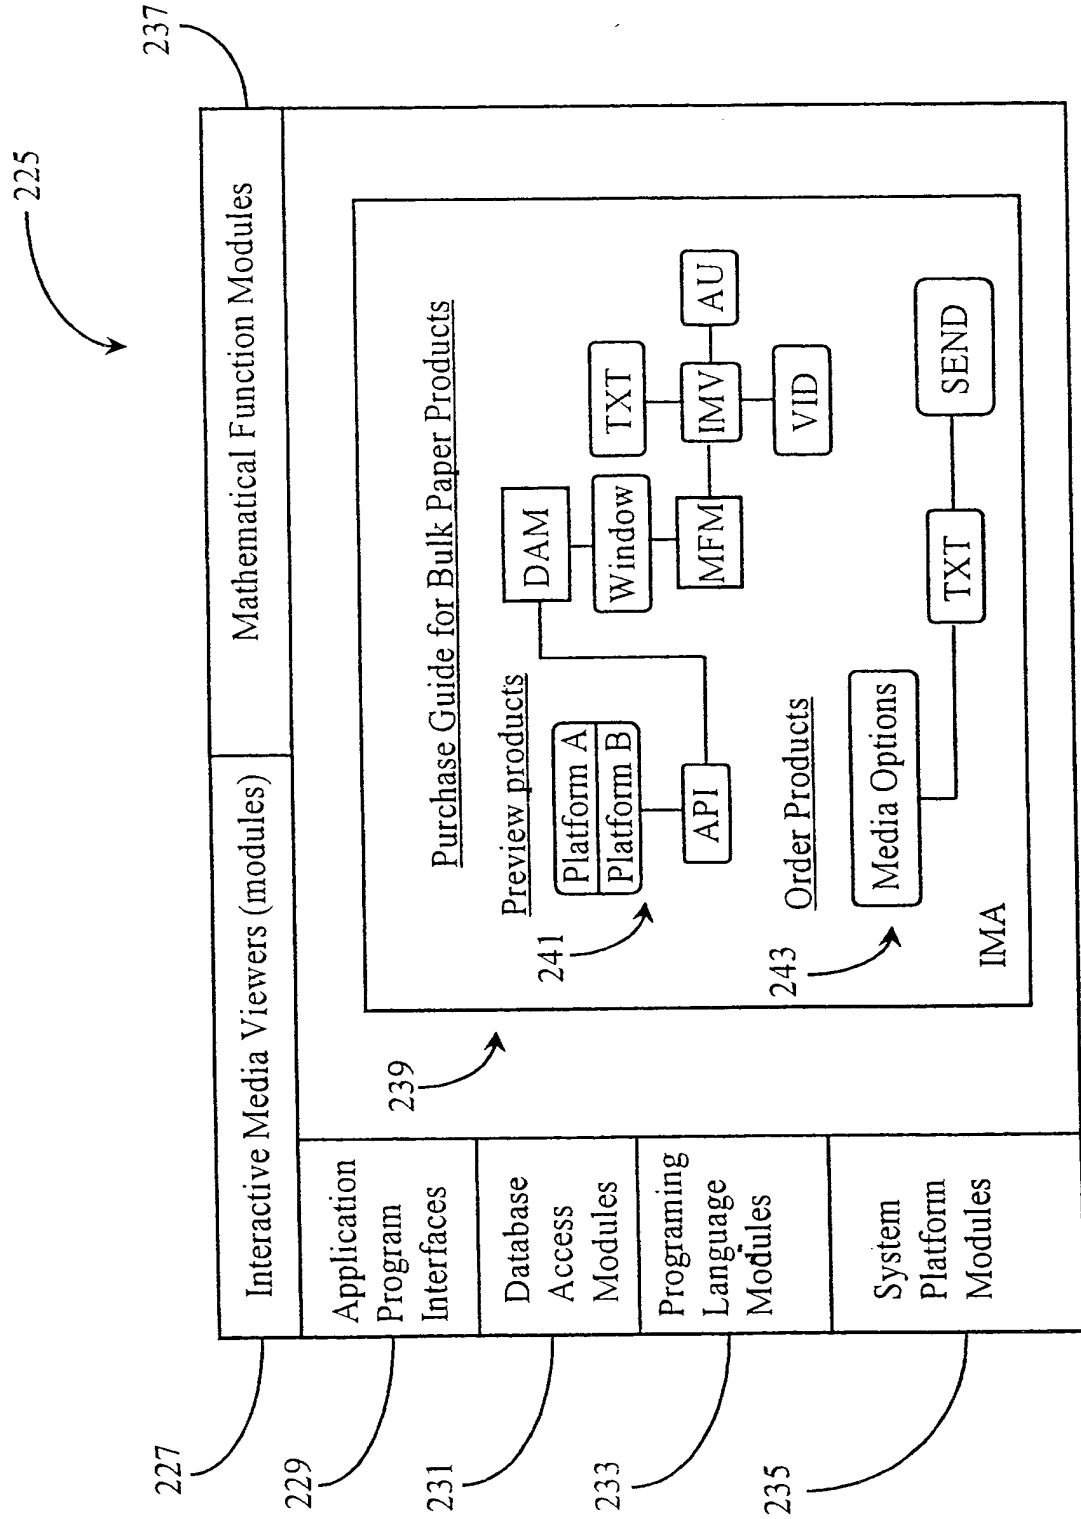 225
237
Interactive Media Viewers (modules)
Mathematical Function Modules
227
Application
Program
Interfaces
229
Database
Access
Modules
231
Programing
Language
Modules
233
System
Platform
Modules
235
239
Purchase Guide for Bulk Paper Products
Preview products
241
Platform A
Platform B
API
DAM
Window
MFM
TXT
IMV
AU
VID
Order Products
243
Media Options
TXT
SEND
IMA